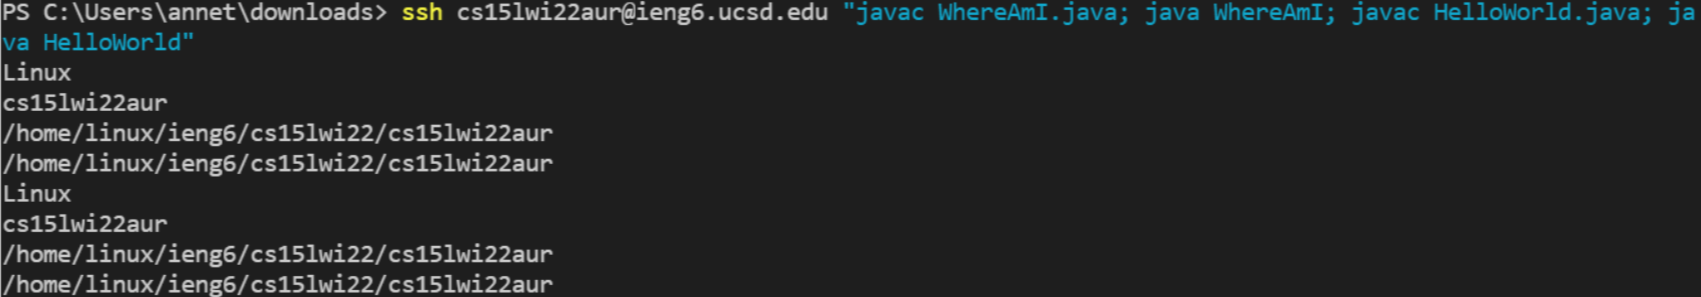 PS C:\Users\annet\downloads> ssh cs15lwi22aur@ieng6.ucsd.edu "javac WhereAmI.java; java WhereAmI; javac HelloWorld.java; ja
va HelloWorld"
Linux
cs15lwi22aur
/home/linux/ieng6/cs15lwi22/cs15lwi22aur
/home/linux/ieng6/cs15lwi22/cs15lwi22aur
Linux
cs15lwi22aur
/home/linux/ieng6/cs15lwi22/cs15lwi22aur
/home/linux/ieng6/cs15lwi22/cs15lwi22aur